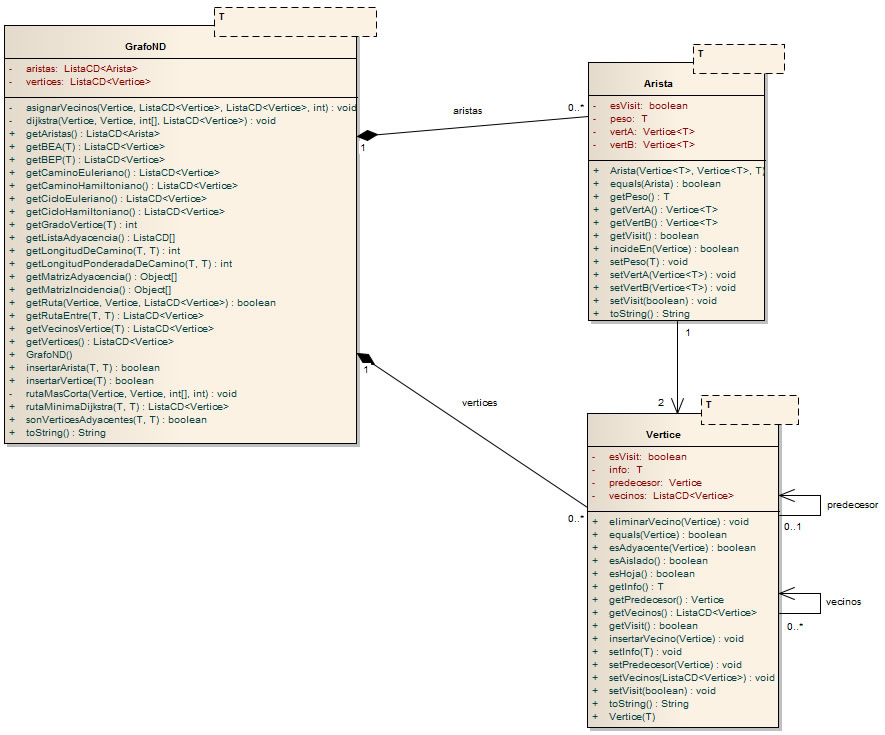 T
GrafoND
- aristas: ListaCD<Arista>
- vertices: ListaCD<Vertice>
- asignarVecinos(Vertice, ListaCD<Vertice>, ListaCD<Vertice>, int) : void
- dijkstra(Vertice, Vertice, int[], ListaCD<Vertice>) : void
+ getAristas() : ListaCD<Arista>
+ getBEA(T) : ListaCD<Vertice>
+ getBEP(T) : ListaCD<Vertice>
+ getCaminoEuleriano() : ListaCD<Vertice>
+ getCaminoHamiltoniano() : ListaCD<Vertice>
+ getCicloEuleriano() : ListaCD<Vertice>
+ getCicloHamiltoniano() : ListaCD<Vertice>
+ getGradoVertice(T) : int
+ getListaAdyacencia() : ListaCD[]
+ getLongitudDeCamino(T, T) : int
+ getLongitudPonderadaDeCamino(T, T) : int
+ getMatrizAdyacencia() : Object[]
+ getMatrizIncidencia() : Object[]
+ getRuta(Vertice, Vertice, ListaCD<Vertice>) : boolean
+ getRutaEntre(T, T) : ListaCD<Vertice>
+ getVecinosVertice(T) : ListaCD<Vertice>
+ getVertices() : ListaCD<Vertice>
+ GrafoND()
+ insertarArista(T, T) : boolean
+ insertarVertice(T) : boolean
- rutaMasCorta(Vertice, Vertice, int[], int) : void
+ rutaMinimaDijkstra(T, T) : ListaCD<Vertice>
+ sonVerticesAdyacentes(T, T) : boolean
+ toString() : String
aristas
1
0..*
vertices
1
0..*
T
Arista
- esVisit: boolean
- peso: T
- vertA: Vertice<T>
- vertB: Vertice<T>
+ Arista(Vertice<T>, Vertice<T>, T)
+ equals(Arista) : boolean
+ getPeso() : T
+ getVertA() : Vertice<T>
+ getVertB() : Vertice<T>
+ getVisit() : boolean
+ incideEn(Vertice) : boolean
+ setPeso(T) : void
+ setVertA(Vertice<T>) : void
+ setVertB(Vertice<T>) : void
+ setVisit(boolean) : void
+ toString() : String
1
2
T
Vertice
- esVisit: boolean
- info: T
- predecesor: Vertice
- vecinos: ListaCD<Vertice>
+ eliminarVecino(Vertice) : void
+ equals(Vertice) : boolean
+ esAdyacente(Vertice) : boolean
+ esAislado() : boolean
+ esHoja() : boolean
+ getInfo() : T
+ getPredecesor() : Vertice
+ getVecinos() : ListaCD<Vertice>
+ getVisit() : boolean
+ insertarVecino(Vertice) : void
+ setInfo(T) : void
+ setPredecesor(Vertice) : void
+ setVecinos(ListaCD<Vertice>) : void
+ setVisit(boolean) : void
+ toString() : String
+ Vertice(T)
predecesor
0..1
vecinos
0..*